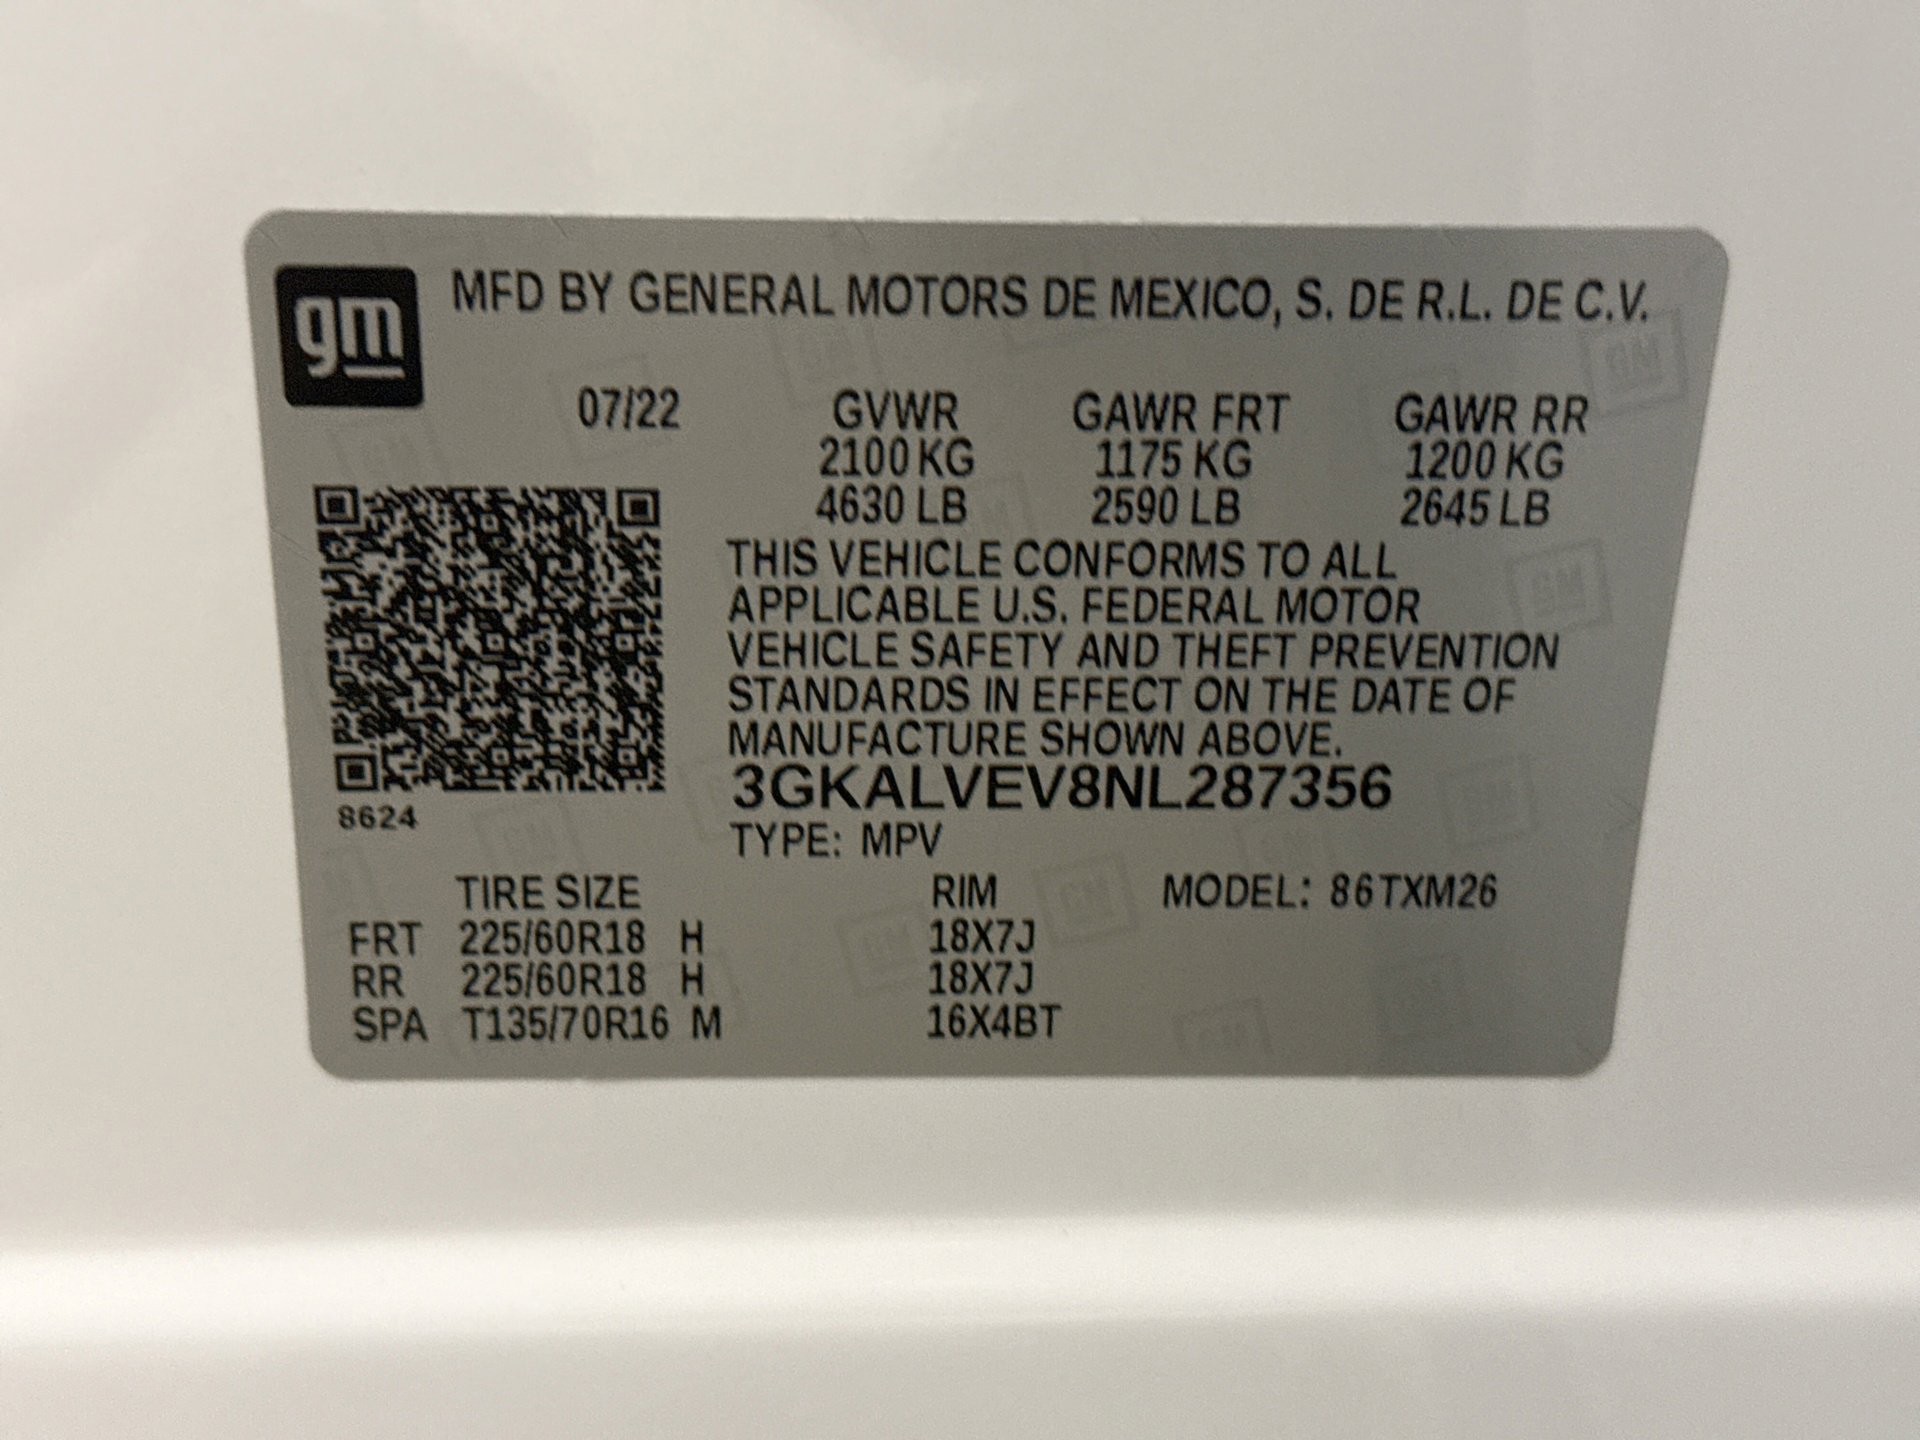 gm
MFD BY GENERAL MOTORS DE MEXICO, S. DE R.L. DE C.V.
07/22 GVWR GAWR FRT GAWR RR
2100 KG 1175 KG 1200 KG
4630 LB 2590 LB 2645 LB
THIS VEHICLE CONFORMS TO ALL
APPLICABLE U.S. FEDERAL MOTOR
VEHICLE SAFETY AND THEFT PREVENTION
STANDARDS IN EFFECT ON THE DATE OF
MANUFACTURE SHOWN ABOVE.
3GKALVEV8NL287356
8624
TYPE: MPV
TIRE SIZE RIM MODEL: 86TXM26
FRT 225/60R18 H 18X7J
RR 225/60R18 H 18X7J
SPA T135/70R16 M 16X4BT